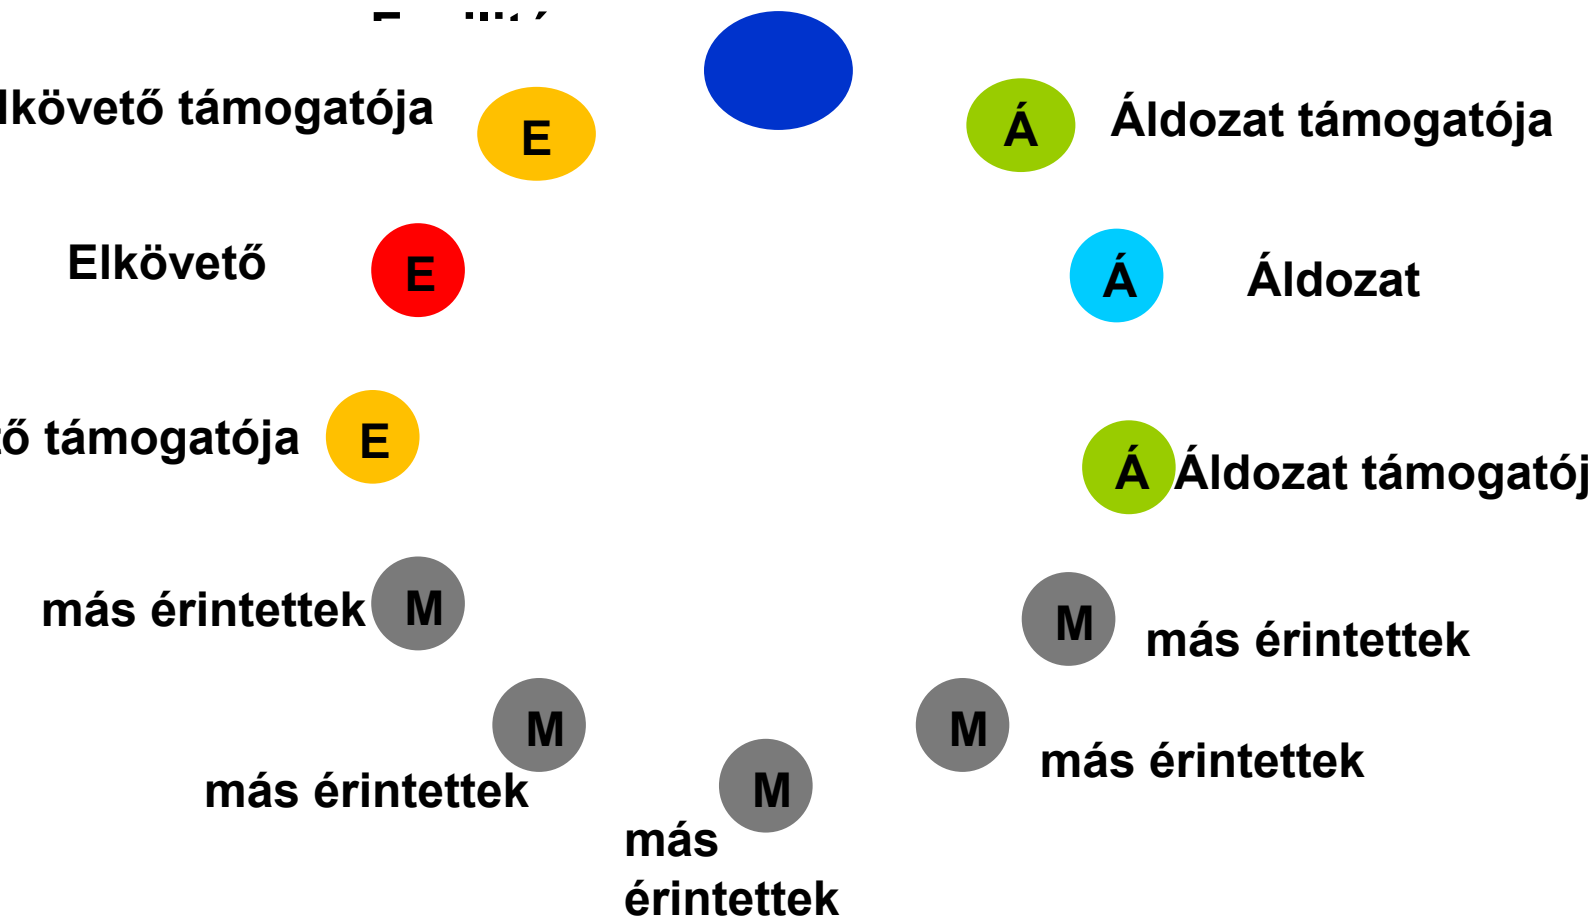 lkövető támogatója
E
Á
Áldozat támogatója
Elkövető
E
Á
Áldozat
ő támogatója
E
Á
Áldozat támogatój
más érintettek
M
M
más érintettek
M
más érintettek
M
más érintettek
M
más
érintettek